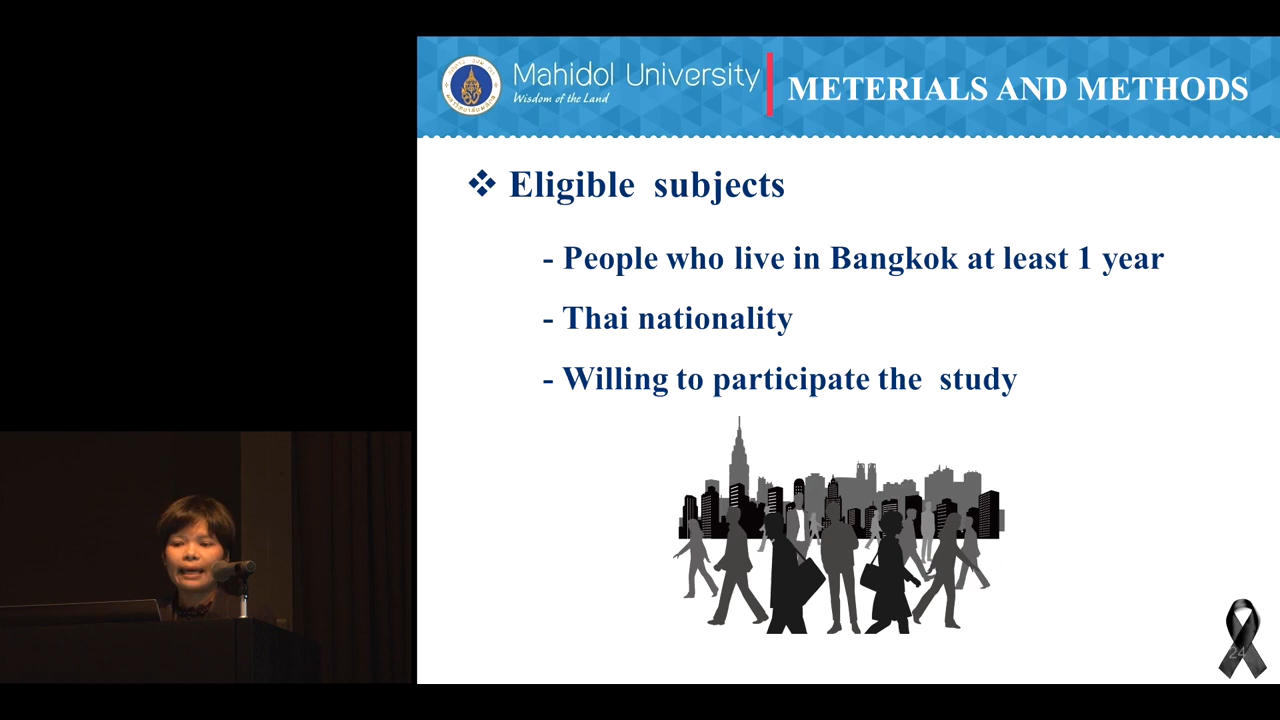 Mahidol University
Wisdom of the Land
METERIALS AND METHODS
❖ Eligible subjects
- People who live in Bangkok at least 1 year
- Thai nationality
- Willing to participate the study
24